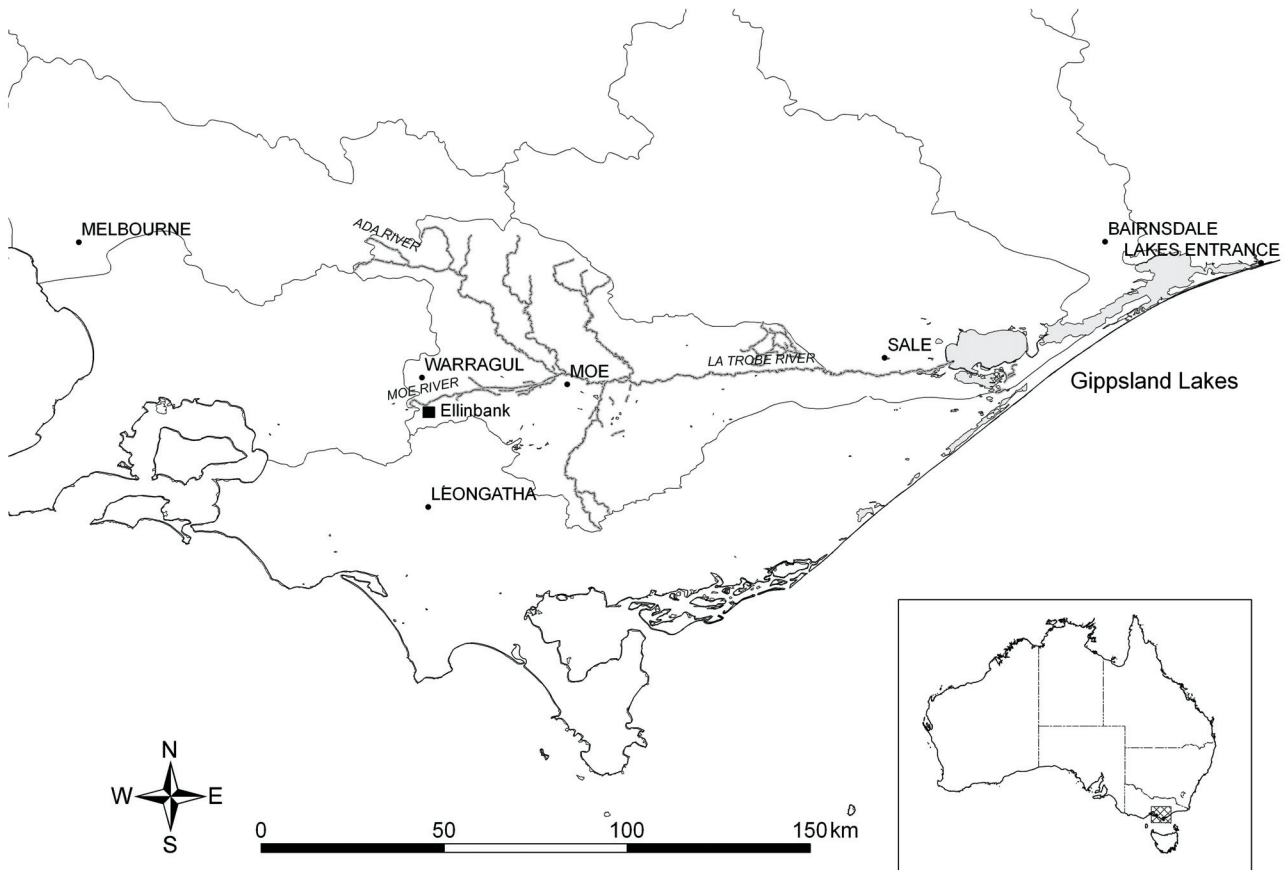 ADA RIVER
MELBOURNE
BAIRNSDALE
LAKES ENTRANCE
SALE
LA TROBE RIVER
WARRAGUL
MOE
MOE RIVER
Gippsland Lakes
Ellinbank
LEONGATHA
N
W E
S
0 50 100 150 km